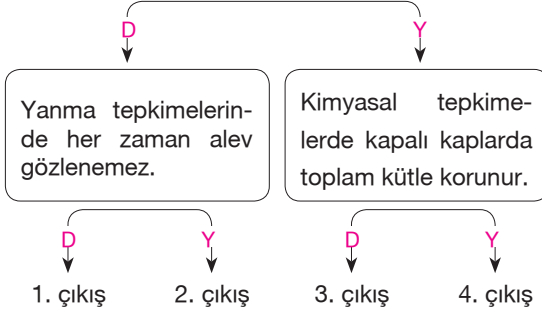 D
Y
Yanma tepkimelerin-
de her zaman alev
gözlenemez.
Kimyasal tepkime-
lerde kapalı kaplarda
toplam kütle korunur.
D
Y
D
Y
1. çıkış
2. çıkış
3. çıkış
4. çıkış